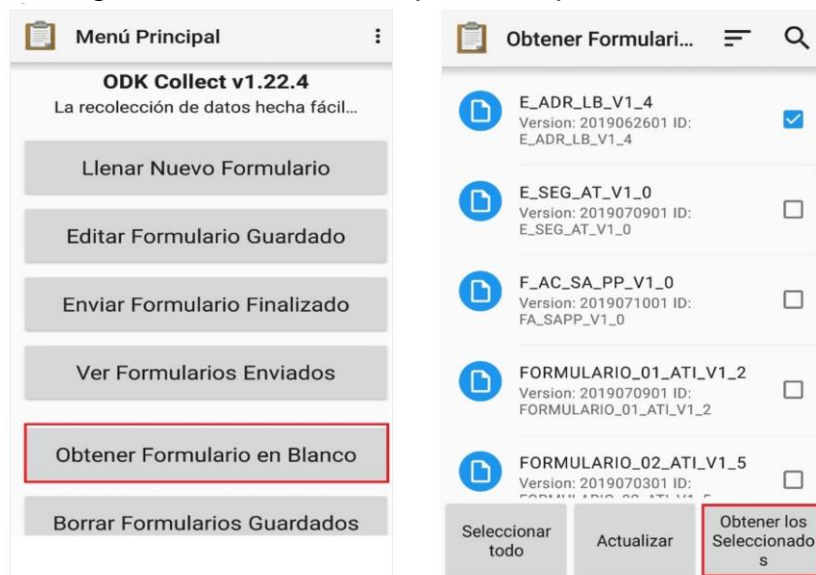 Menú Principal
ODK Collect v1.22.4
La recolección de datos hecha fácil...
Llenar Nuevo Formulario
Editar Formulario Guardado
Enviar Formulario Finalizado
Ver Formularios Enviados
Obtener Formulario en Blanco
Borrar Formularios Guardados
Obtener Formulari...
E_ADR_LB_V1_4
Version: 2019062601 ID:
E_ADR_LB_V1_4
E_SEG_AT_V1_0
Version: 2019070901 ID:
E_SEG_AT_V1_0
F_AC_SA_PP_V1_0
Version: 2019071001 ID:
FA_SAPP_V1_0
FORMULARIO_01_ATI_V1_2
Version: 2019070901 ID:
FORMULARIO_01_ATI_V1_2
FORMULARIO_02_ATI_V1_5
Version: 2019070301 ID:
Seleccionar
todo
Actualizar
Obtener los
Seleccionado
s